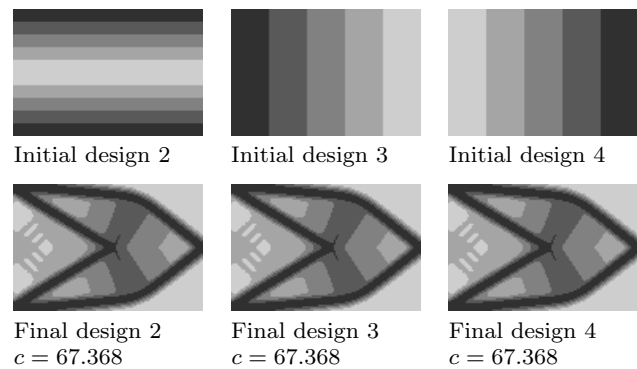 Initial design 2
Initial design 3
Initial design 4
Final design 2
c = 67.368
Final design 3
c = 67.368
Final design 4
c = 67.368